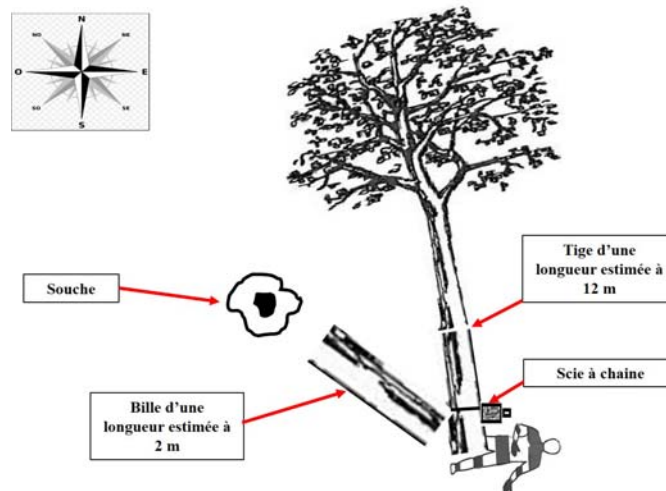 N
NO
NE
O
E
SO
SE
S
Tige d’une
longueur estimée à
12 m
Souche
Scie à chaine
Bille d’une
longueur estimée à
2 m